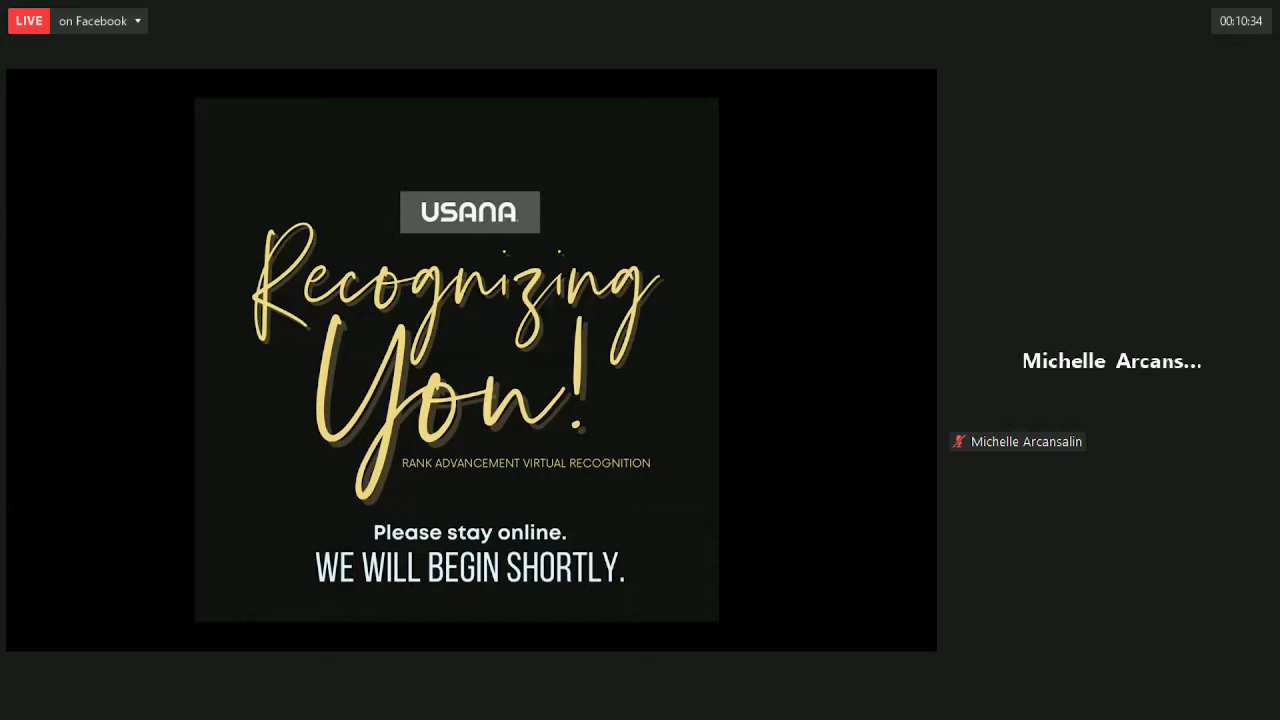 LIVE on Facebook
00:10:34
USANA
Recognizing
You!
RANK ADVANCEMENT VIRTUAL RECOGNITION
Please stay online.
WE WILL BEGIN SHORTLY.
Michelle Arcans...
Michelle Arcansalin